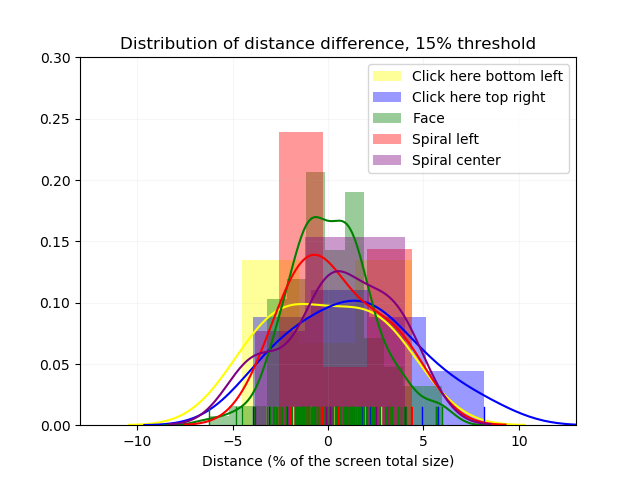 Distribution of distance difference, 15% threshold
0.30
0.25
0.20
0.15
0.10
0.05
0.00
Click here bottom left
Click here top right
Face
Spiral left
Spiral center
−10
−5
0
5
10
Distance (% of the screen total size)